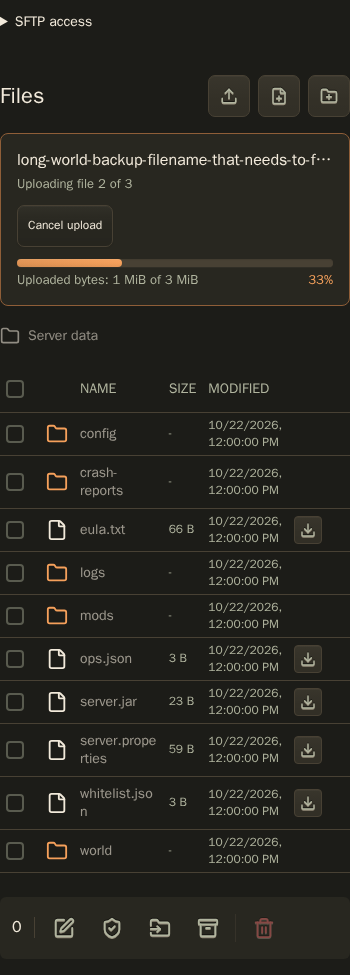 SFTP access
Files
long-world-backup-filename-that-needs-to-f···
Uploading file 2 of 3
Cancel upload
Uploaded bytes: 1 MiB of 3 MiB 33%
Server data
NAME SIZE MODIFIED
config - 10/22/2026,
12:00:00 PM
crash-
reports - 10/22/2026,
12:00:00 PM
eula.txt 66 B 10/22/2026,
12:00:00 PM
logs - 10/22/2026,
12:00:00 PM
mods - 10/22/2026,
12:00:00 PM
ops.json 3 B 10/22/2026,
12:00:00 PM
server.jar 23 B 10/22/2026,
12:00:00 PM
server.prope
rties 59 B 10/22/2026,
12:00:00 PM
whitelist.jso
n 3 B 10/22/2026,
12:00:00 PM
world - 10/22/2026,
12:00:00 PM
0